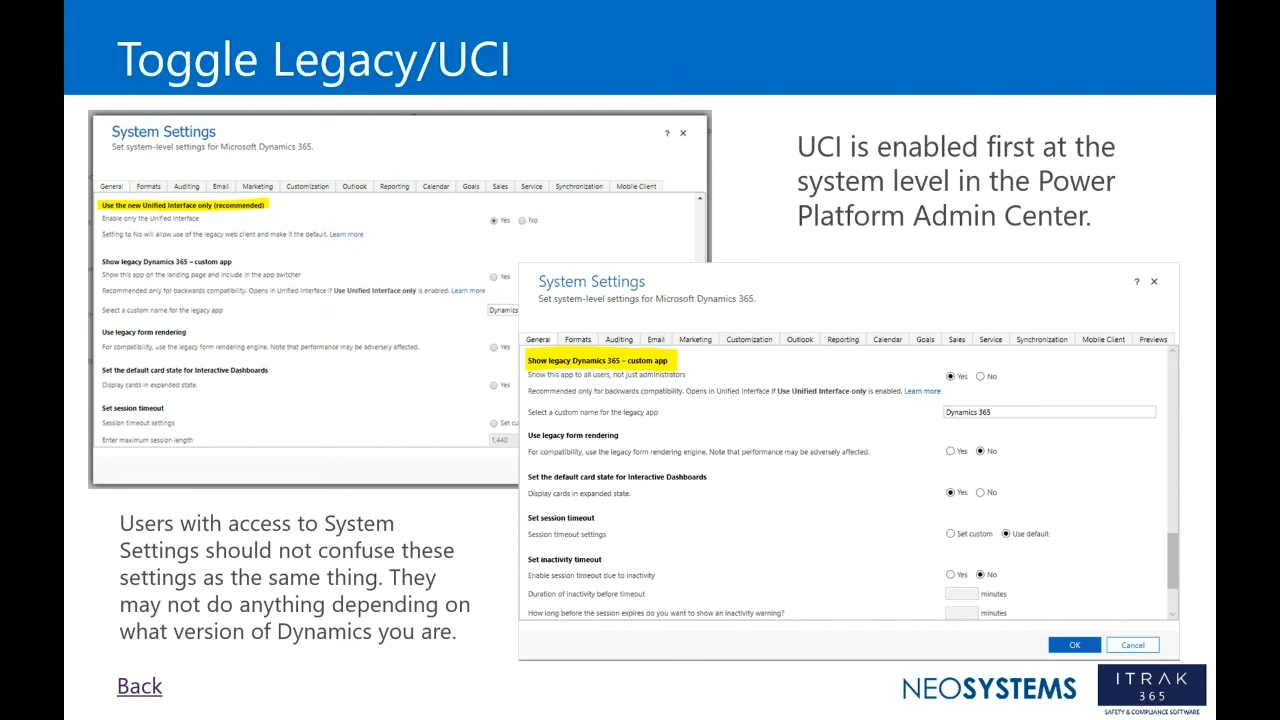 Toggle Legacy/UCI
System Settings
Set system-level settings for Microsoft Dynamics 365.
? ×
General Formats Auditing Email Marketing Customization Outlook Reporting Calendar Goals Sales Service Synchronization Mobile Client
Use the new Unified Interface only (recommended)
Enable only the Unified Interface Yes No
Setting to No will allow use of the legacy web client and make it the default. Learn more
Show legacy Dynamics 365 – custom app
Show this app on the landing page and include in the app switcher Yes
Recommended only for backwards compatibility. Opens in Unified Interface if Use Unified Interface only is enabled. Learn more
Select a custom name for the legacy app Dynamics
Use legacy form rendering
For compatibility, use the legacy form rendering engine. Note that performance may be adversely affected. Yes
Set the default card state for Interactive Dashboards
Display cards in expanded state. Yes
Set session timeout
Session timeout settings Set cu
Enter maximum session length 1,440
UCI is enabled first at the
system level in the Power
Platform Admin Center.
System Settings
Set system-level settings for Microsoft Dynamics 365.
? ×
General Formats Auditing Email Marketing Customization Outlook Reporting Calendar Goals Sales Service Synchronization Mobile Client Previews
Show legacy Dynamics 365 – custom app
Show this app to all users, not just administrators Yes No
Recommended only for backwards compatibility. Opens in Unified Interface if Use Unified Interface only is enabled. Learn more
Select a custom name for the legacy app Dynamics 365
Use legacy form rendering
For compatibility, use the legacy form rendering engine. Note that performance may be adversely affected. Yes No
Set the default card state for Interactive Dashboards
Display cards in expanded state. Yes No
Set session timeout
Session timeout settings Set custom Use default
Set inactivity timeout
Enable session timeout due to inactivity Yes No
Duration of inactivity before timeout minutes
How long before the session expires do you want to show an inactivity warning? minutes
OK Cancel
Users with access to System
Settings should not confuse these
settings as the same thing. They
may not do anything depending on
what version of Dynamics you are.
Back
NEOSYSTEMS
ITRAK
365
SAFETY & COMPLIANCE SOFTWARE